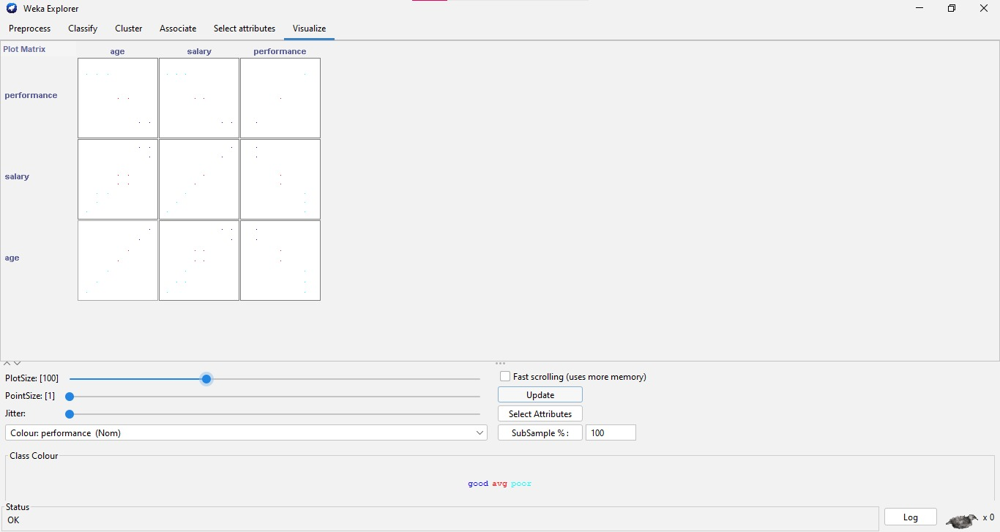 Weka Explorer
Preprocess Classify Cluster Associate Select attributes Visualize
Plot Matrix
age salary performance
performance
salary
age
PlotSize: [100]
Fast scrolling (uses more memory)
PointSize: [1]
Update
Jitter:
Select Attributes
Colour: performance (Nom)
SubSample % : 100
Class Colour
good avg poor
Status
OK
Log
x 0